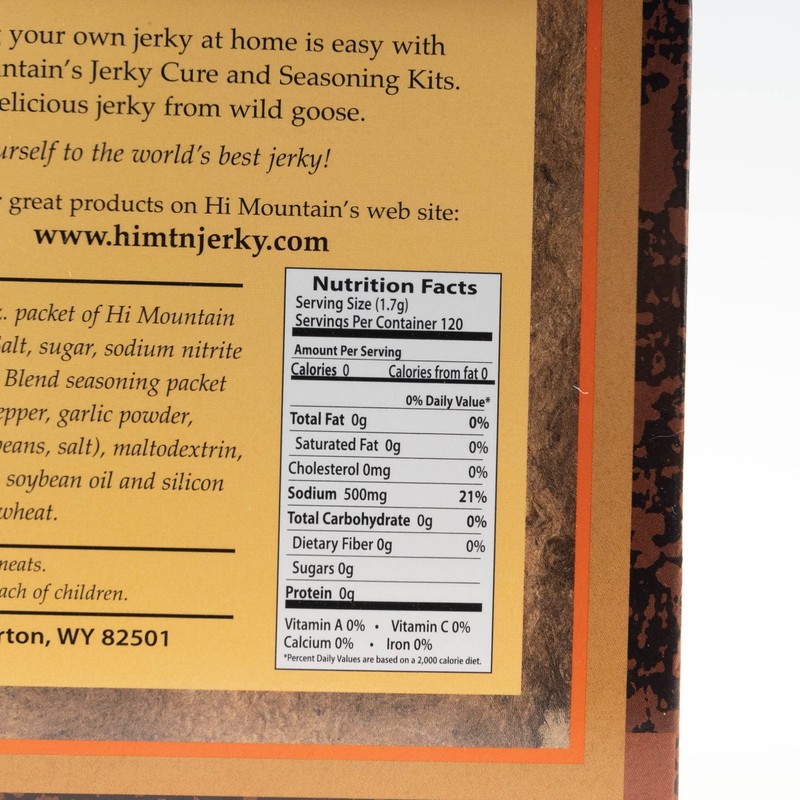 your own jerky at home is easy with
ntain's Jerky Cure and Seasoning Kits.
elicious jerky from wild goose.
urself to the world's best jerky!
great products on Hi Mountain's web site:
www.himtnjerky.com
z. packet of Hi Mountain
alt, sugar, sodium nitrite
Blend seasoning packet
epper, garlic powder,
beans, salt), maltodextrin,
soybean oil and silicon
wheat.
meats.
ach of children.
rton, WY 82501
Nutrition Facts
Serving Size (1.7g)
Servings Per Container 120
Amount Per Serving
Calories 0 Calories from fat 0
0% Daily Value*
Total Fat 0g 0%
Saturated Fat 0g 0%
Cholesterol 0mg 0%
Sodium 500mg 21%
Total Carbohydrate 0g 0%
Dietary Fiber 0g 0%
Sugars 0g
Protein 0g
Vitamin A 0% • Vitamin C 0%
Calcium 0% • Iron 0%
*Percent Daily Values are based on a 2,000 calorie diet.